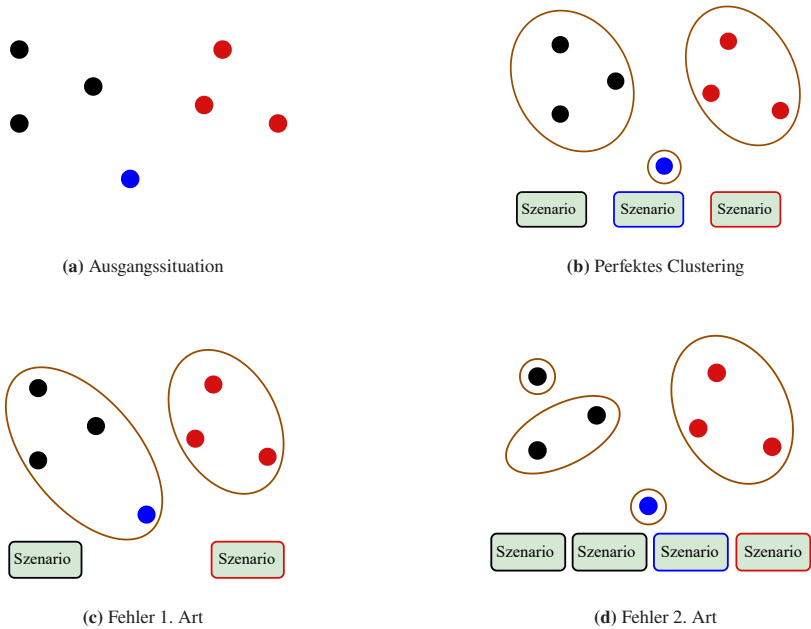 Szenario Szenario Szenario
(a) Ausgangssituation
(b) Perfektes Clustering
Szenario Szenario
(c) Fehler 1. Art
Szenario Szenario Szenario Szenario
(d) Fehler 2. Art